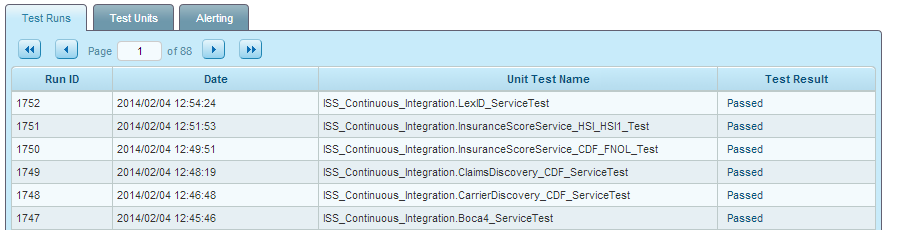 Test Runs Test Units Alerting
Page 1 of 88
Run ID Date Unit Test Name Test Result
1752 2014/02/04 12:54:24 ISS_Continuous_Integration.LexID_ServiceTest Passed
1751 2014/02/04 12:51:53 ISS_Continuous_Integration.InsuranceScoreService_HSI_HSI1_Test Passed
1750 2014/02/04 12:49:51 ISS_Continuous_Integration.InsuranceScoreService_CDF_FNOL_Test Passed
1749 2014/02/04 12:48:19 ISS_Continuous_Integration.ClaimsDiscovery_CDF_ServiceTest Passed
1748 2014/02/04 12:46:48 ISS_Continuous_Integration.CarrierDiscovery_CDF_ServiceTest Passed
1747 2014/02/04 12:45:46 ISS_Continuous_Integration.Boca4_ServiceTest Passed